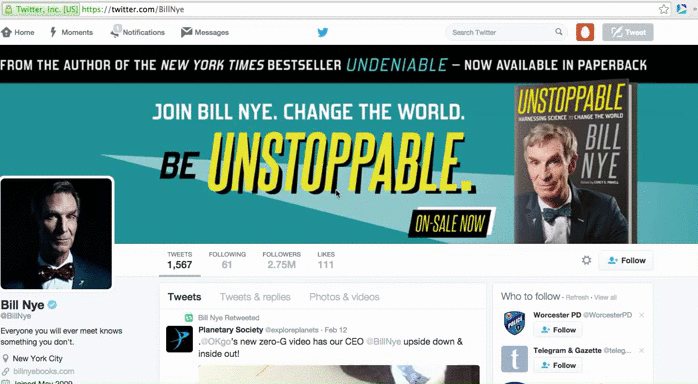 Twitter, Inc. [US] https://twitter.com/BillNye
Home Moments Notifications Messages Search Twitter Tweet
FROM THE AUTHOR OF THE NEW YORK TIMES BESTSELLER UNDENIABLE – NOW AVAILABLE IN PAPERBACK
JOIN BILL NYE. CHANGE THE WORLD.
BE UNSTOPPABLE.
ON-SALE NOW
UNSTOPPABLE
HARNESSING SCIENCE TO CHANGE THE WORLD
BILL
NYE
TWEETS FOLLOWING FOLLOWERS LIKES
1,567 61 2.75M 111
Follow
Bill Nye
@BillNye
Everyone you will ever meet knows
something you don't.
New York City
billnyebooks.com
Joined May 2009
Tweets Tweets & replies Photos & videos
Bill Nye Retweeted
Planetary Society @exploreplanets · Feb 12
.@OKgo's new zero-G video has our CEO @BillNye upside down &
inside out!
Who to follow · Refresh · View all
Worcester PD @WorcesterPD
Follow
Telegram & Gazette @teleg...
Follow